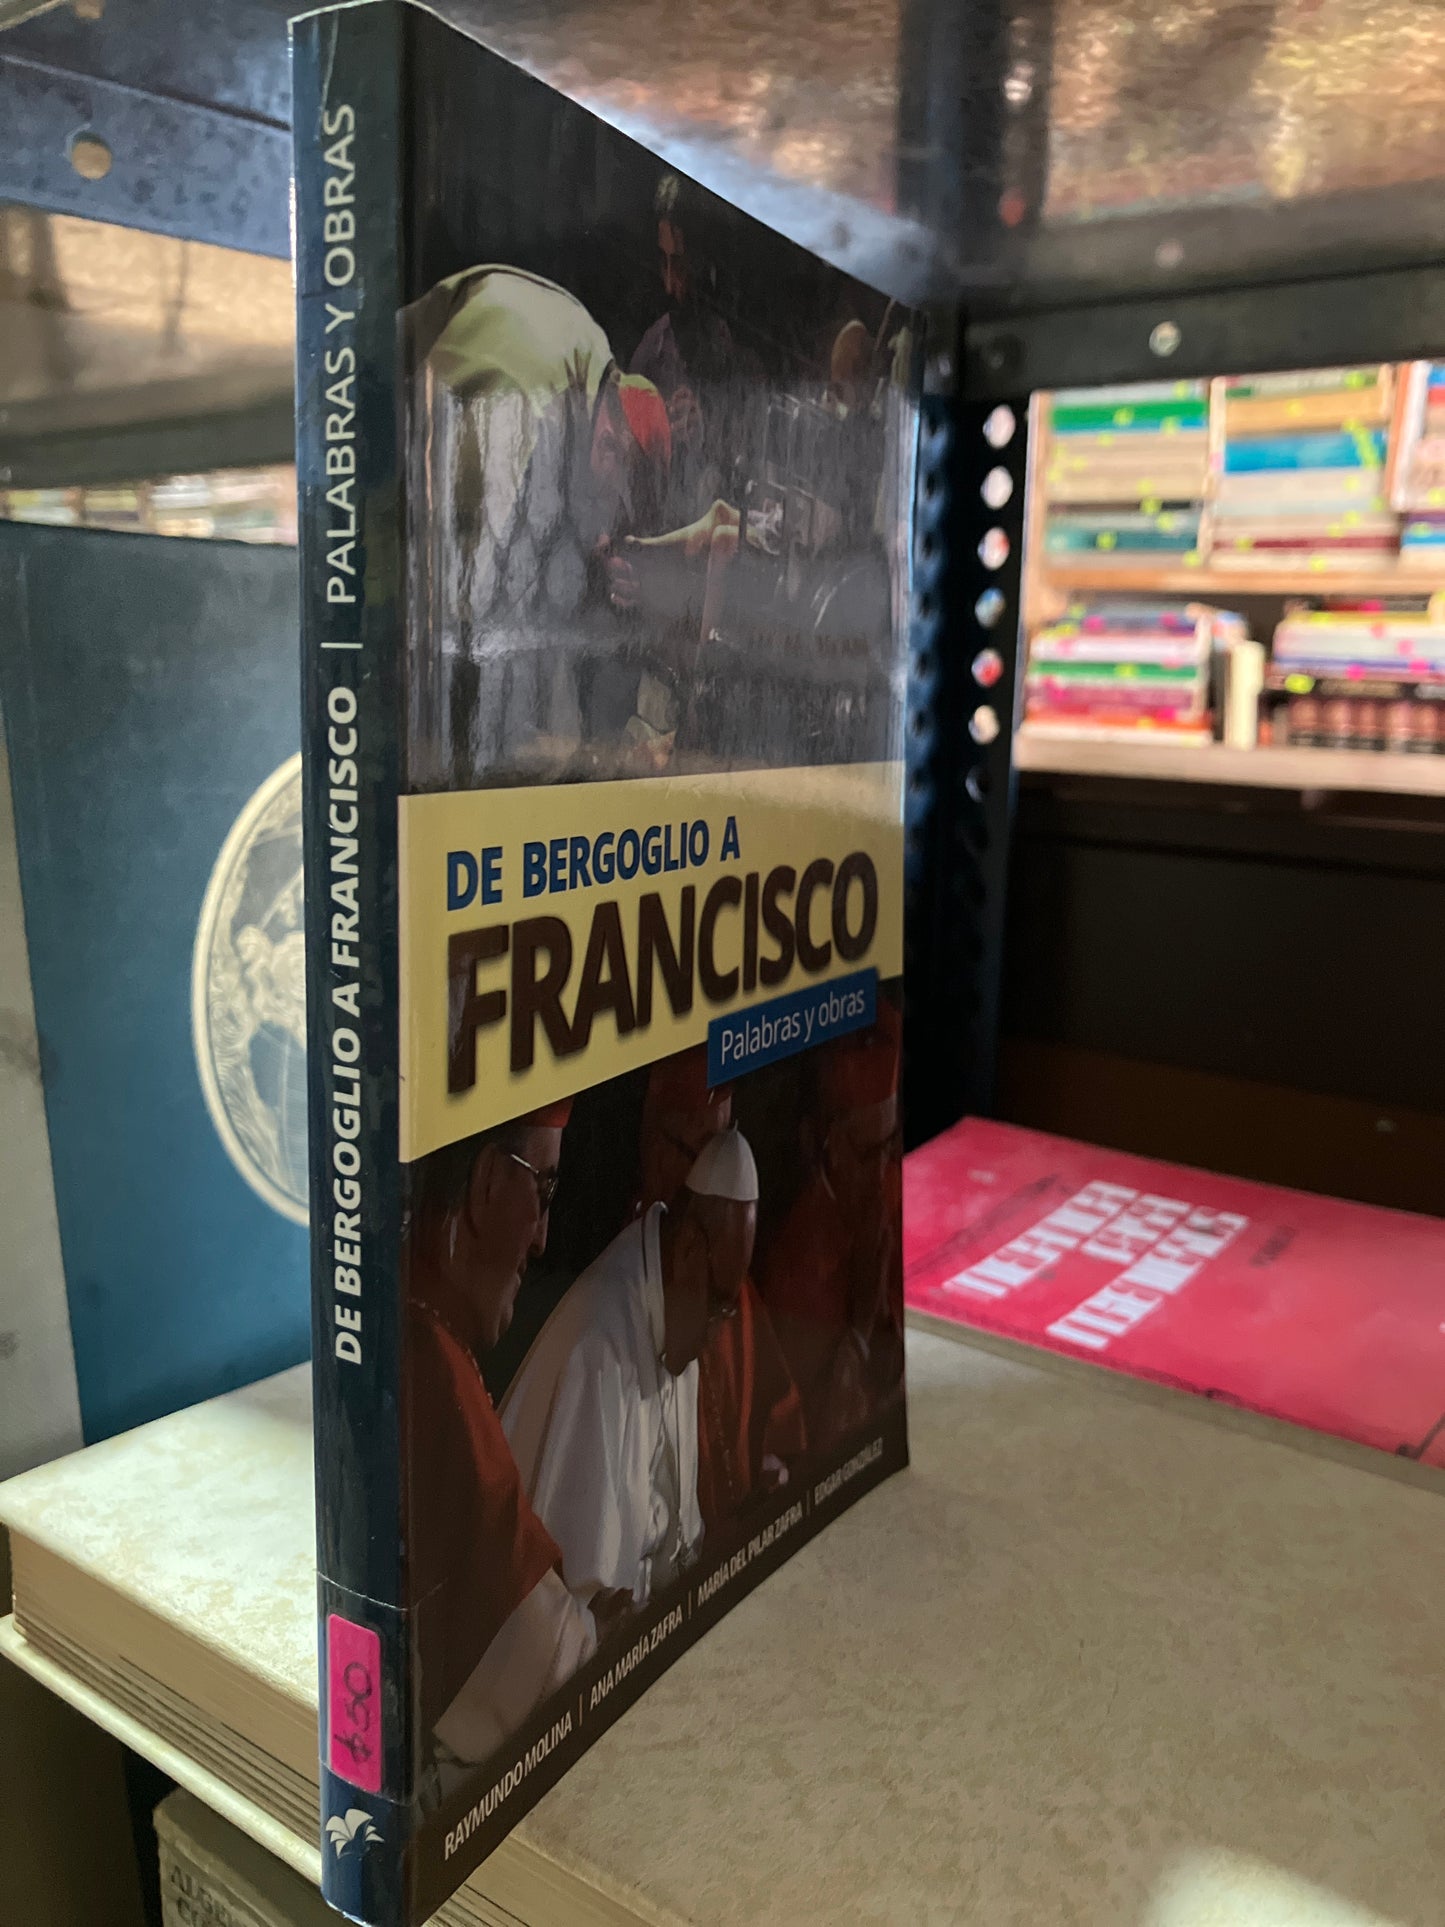 DE BERGOGLIO A FRANCISCO | PALABRAS Y OBRAS
$50
DE BERGOGLIO A
FRANCISCO
Palabras y obras
RAYMUNDO MOLINA | ANA MARÍA ZAFRA | MARÍA DEL PILAR ZAFRA | EDGAR GONZÁLEZ